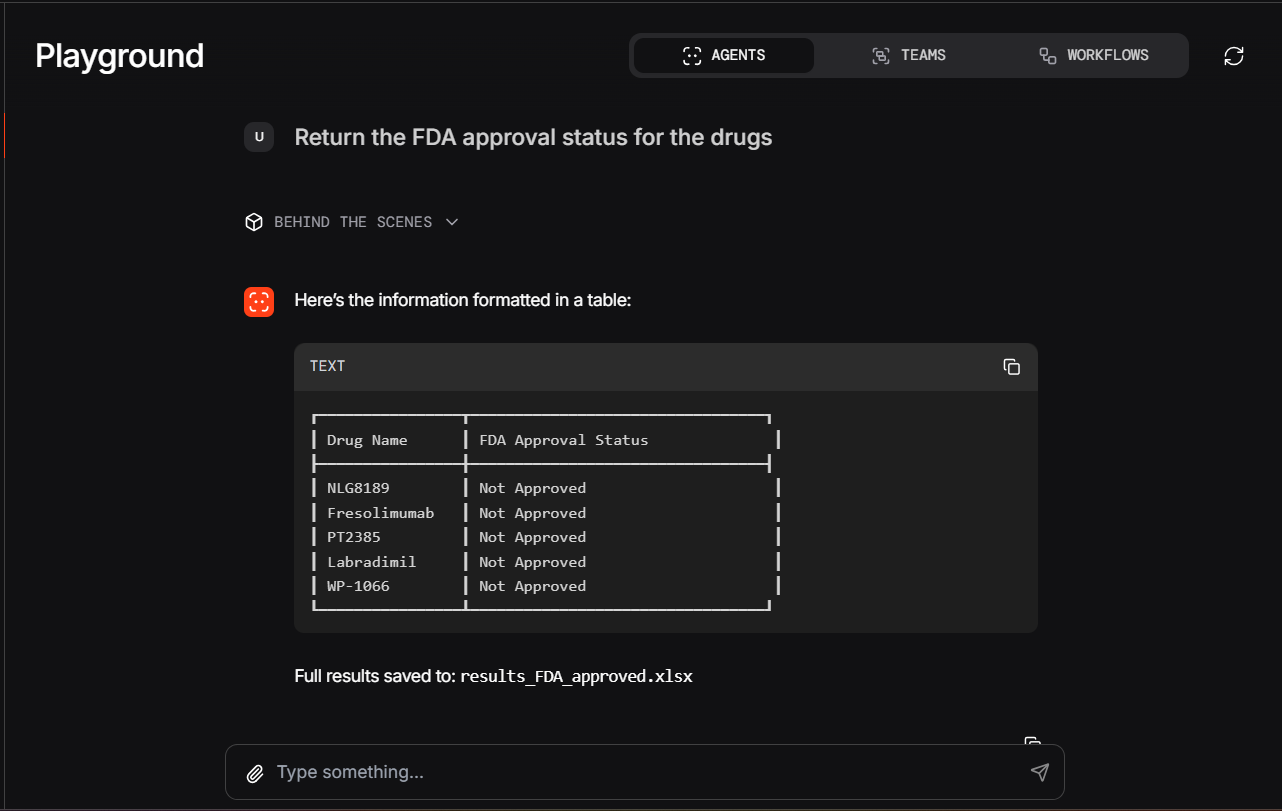 Playground
AGENTS TEAMS WORKFLOWS
U Return the FDA approval status for the drugs
BEHIND THE SCENES
Here’s the information formatted in a table:
TEXT
Drug Name FDA Approval Status
NLG8189 Not Approved
Fresolimumab Not Approved
PT2385 Not Approved
Labradimil Not Approved
WP-1066 Not Approved
Full results saved to: results_FDA_approved.xlsx
Type something...